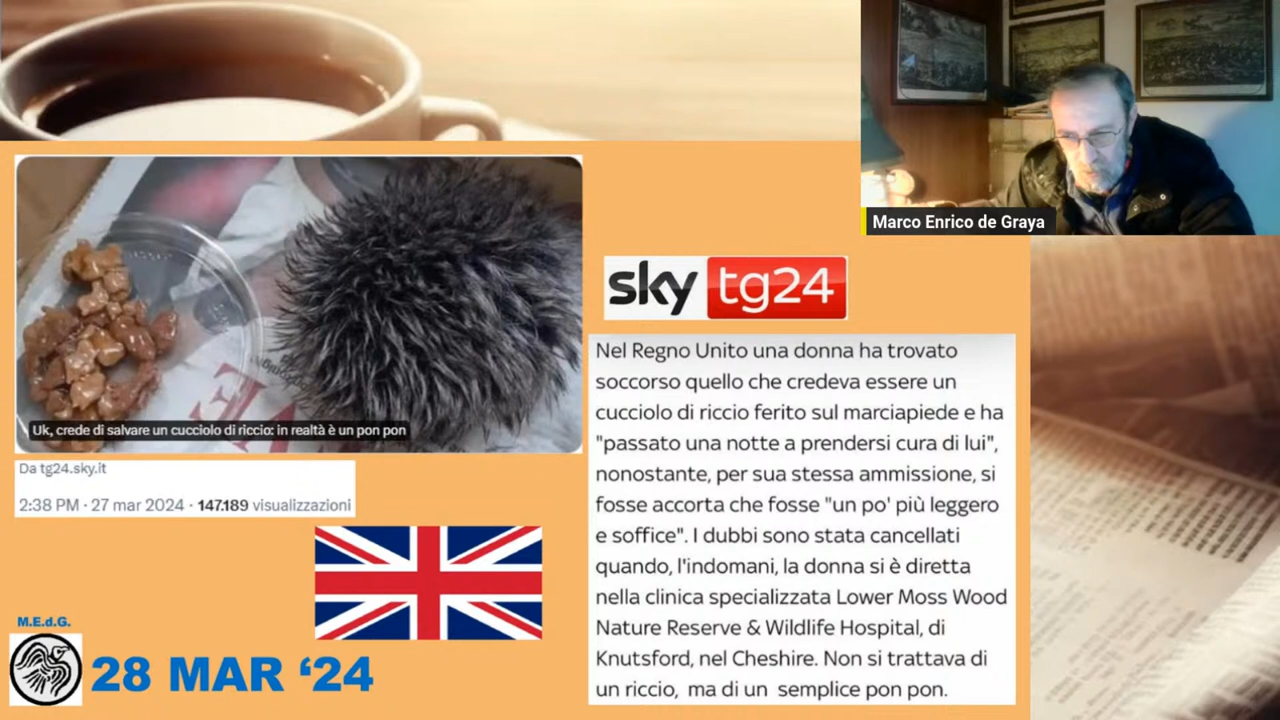 Marco Enrico de Graya
sky tg24
Uk, crede di salvare un cucciolo di riccio: in realtà è un pon pon
Da tg24.sky.it
2:38 PM · 27 mar 2024 · 147.189 visualizzazioni
Nel Regno Unito una donna ha trovato
soccorso quello che credeva essere un
cucciolo di riccio ferito sul marciapiede e ha
"passato una notte a prendersi cura di lui",
nonostante, per sua stessa ammissione, si
fosse accorta che fosse "un po' più leggero
e soffice". I dubbi sono stata cancellati
quando, l'indomani, la donna si è diretta
nella clinica specializzata Lower Moss Wood
Nature Reserve & Wildlife Hospital, di
Knutsford, nel Cheshire. Non si trattava di
un riccio, ma di un semplice pon pon.
M.E.d.G.
28 MAR ‘24